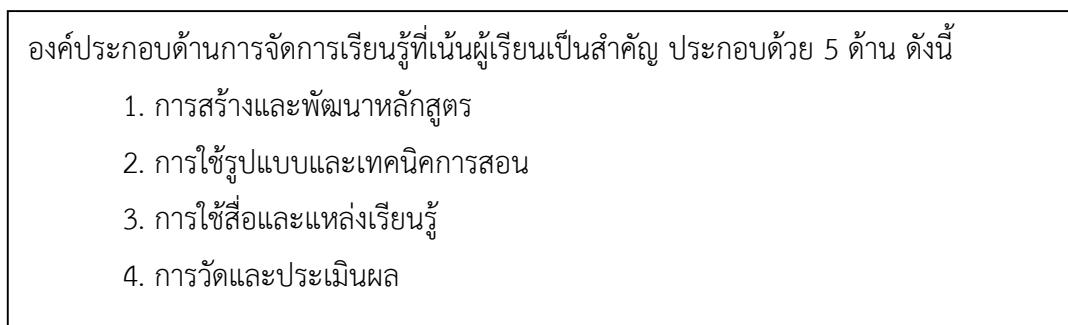 องค์ประกอบด้านการจัดการเรียนรู้ที่เน้นผู้เรียนเป็นสำคัญ ประกอบด้วย 5 ด้าน ดังนี้
1. การสร้างและพัฒนาหลักสูตร
2. การใช้รูปแบบและเทคนิคการสอน
3. การใช้สื่อและแหล่งเรียนรู้
4. การวัดและประเมินผล